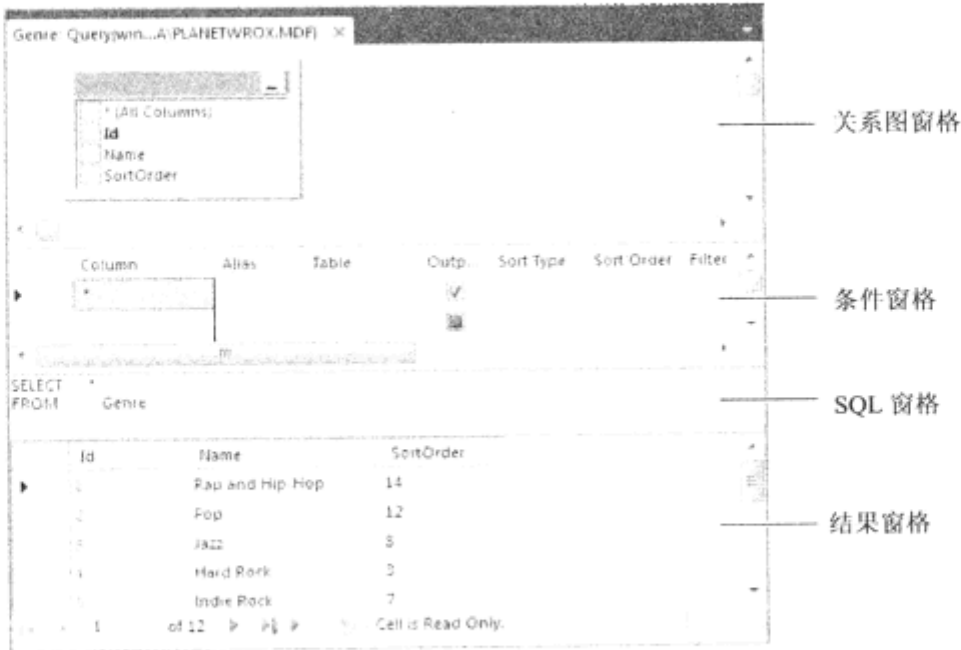 Genre: Query(win...A\PLANETWROX.MDF) ×
* (All Columns)
Id
Name
SortOrder
关系图窗格
Column Alias Table Outp... Sort Type Sort Order Filter
*
条件窗格
SELECT *
FROM Genre
SQL 窗格
Id Name SortOrder
Rap and Hip-Hop 14
Pop 12
Jazz
Hard Rock 3
Indie Rock 7
结果窗格
1 of 12 Cell is Read Only.